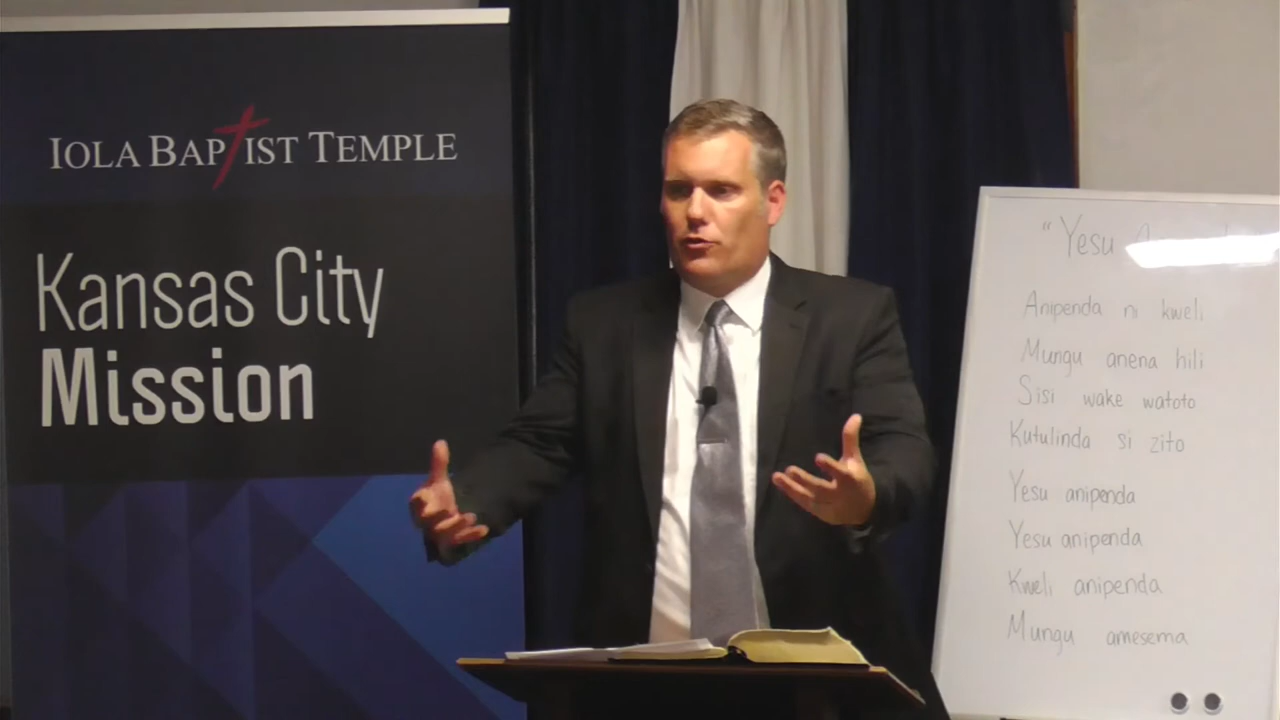 IOLA BAPTIST TEMPLE
Kansas City
Mission
"Yesu
Anipenda ni kweli
Mungu anena hili
Sisi wake watoto
Kutulinda si zito
Yesu anipenda
Yesu anipenda
Kweli anipenda
Mungu amesema